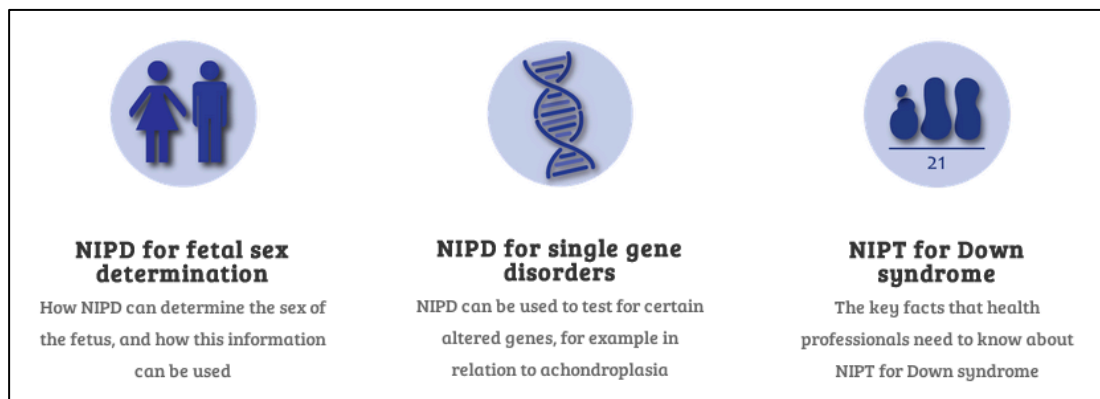 21
NIPD for fetal sex
determination
How NIPD can determine the sex of
the fetus, and how this information
can be used
NIPD for single gene
disorders
NIPD can be used to test for certain
altered genes, for example in
relation to achondroplasia
NIPT for Down
syndrome
The key facts that health
professionals need to know about
NIPT for Down syndrome